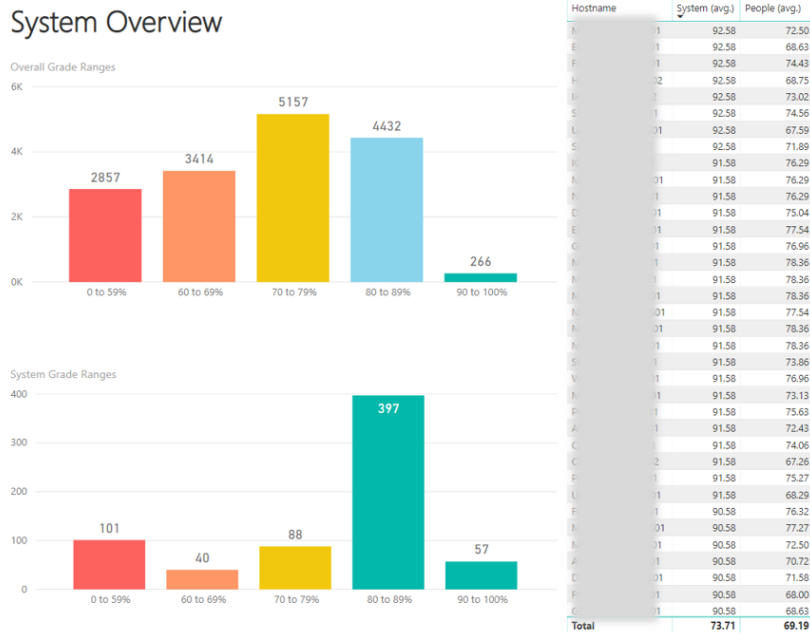 System Overview
Overall Grade Ranges
6K
4K
2K
0K
2857
3414
5157
4432
266
0 to 59%
60 to 69%
70 to 79%
80 to 89%
90 to 100%
System Grade Ranges
400
300
200
100
0
101
40
88
397
57
0 to 59%
60 to 69%
70 to 79%
80 to 89%
90 to 100%
Hostname System (avg.) People (avg.)
92.58 72.50
92.58 68.63
92.58 74.43
92.58 68.75
92.58 73.02
92.58 74.56
92.58 67.59
92.58 71.89
91.58 76.29
91.58 76.29
91.58 76.29
91.58 75.04
91.58 77.54
91.58 76.96
91.58 78.36
91.58 78.36
91.58 78.36
91.58 77.54
91.58 78.36
91.58 78.36
91.58 73.86
91.58 76.96
91.58 73.13
91.58 75.63
91.58 72.43
91.58 74.06
91.58 67.26
91.58 75.27
91.58 68.29
90.58 76.32
90.58 77.27
90.58 72.50
90.58 70.72
90.58 71.58
90.58 68.00
90.58 68.63
Total 73.71 69.19